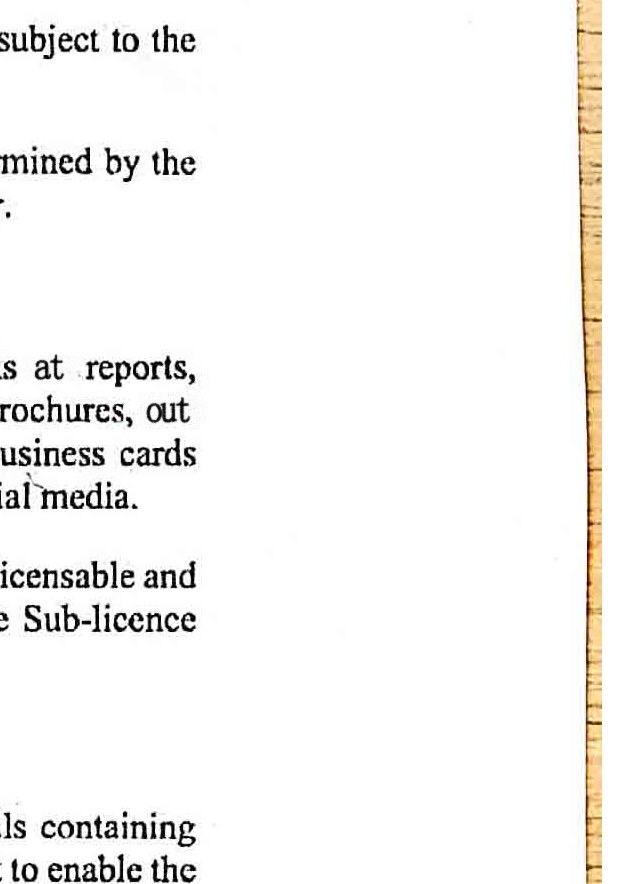 subject to the
mined by the
s at reports,
rochures, out
usiness cards
ial media.
icensable and
e Sub-licence
ls containing
to enable the